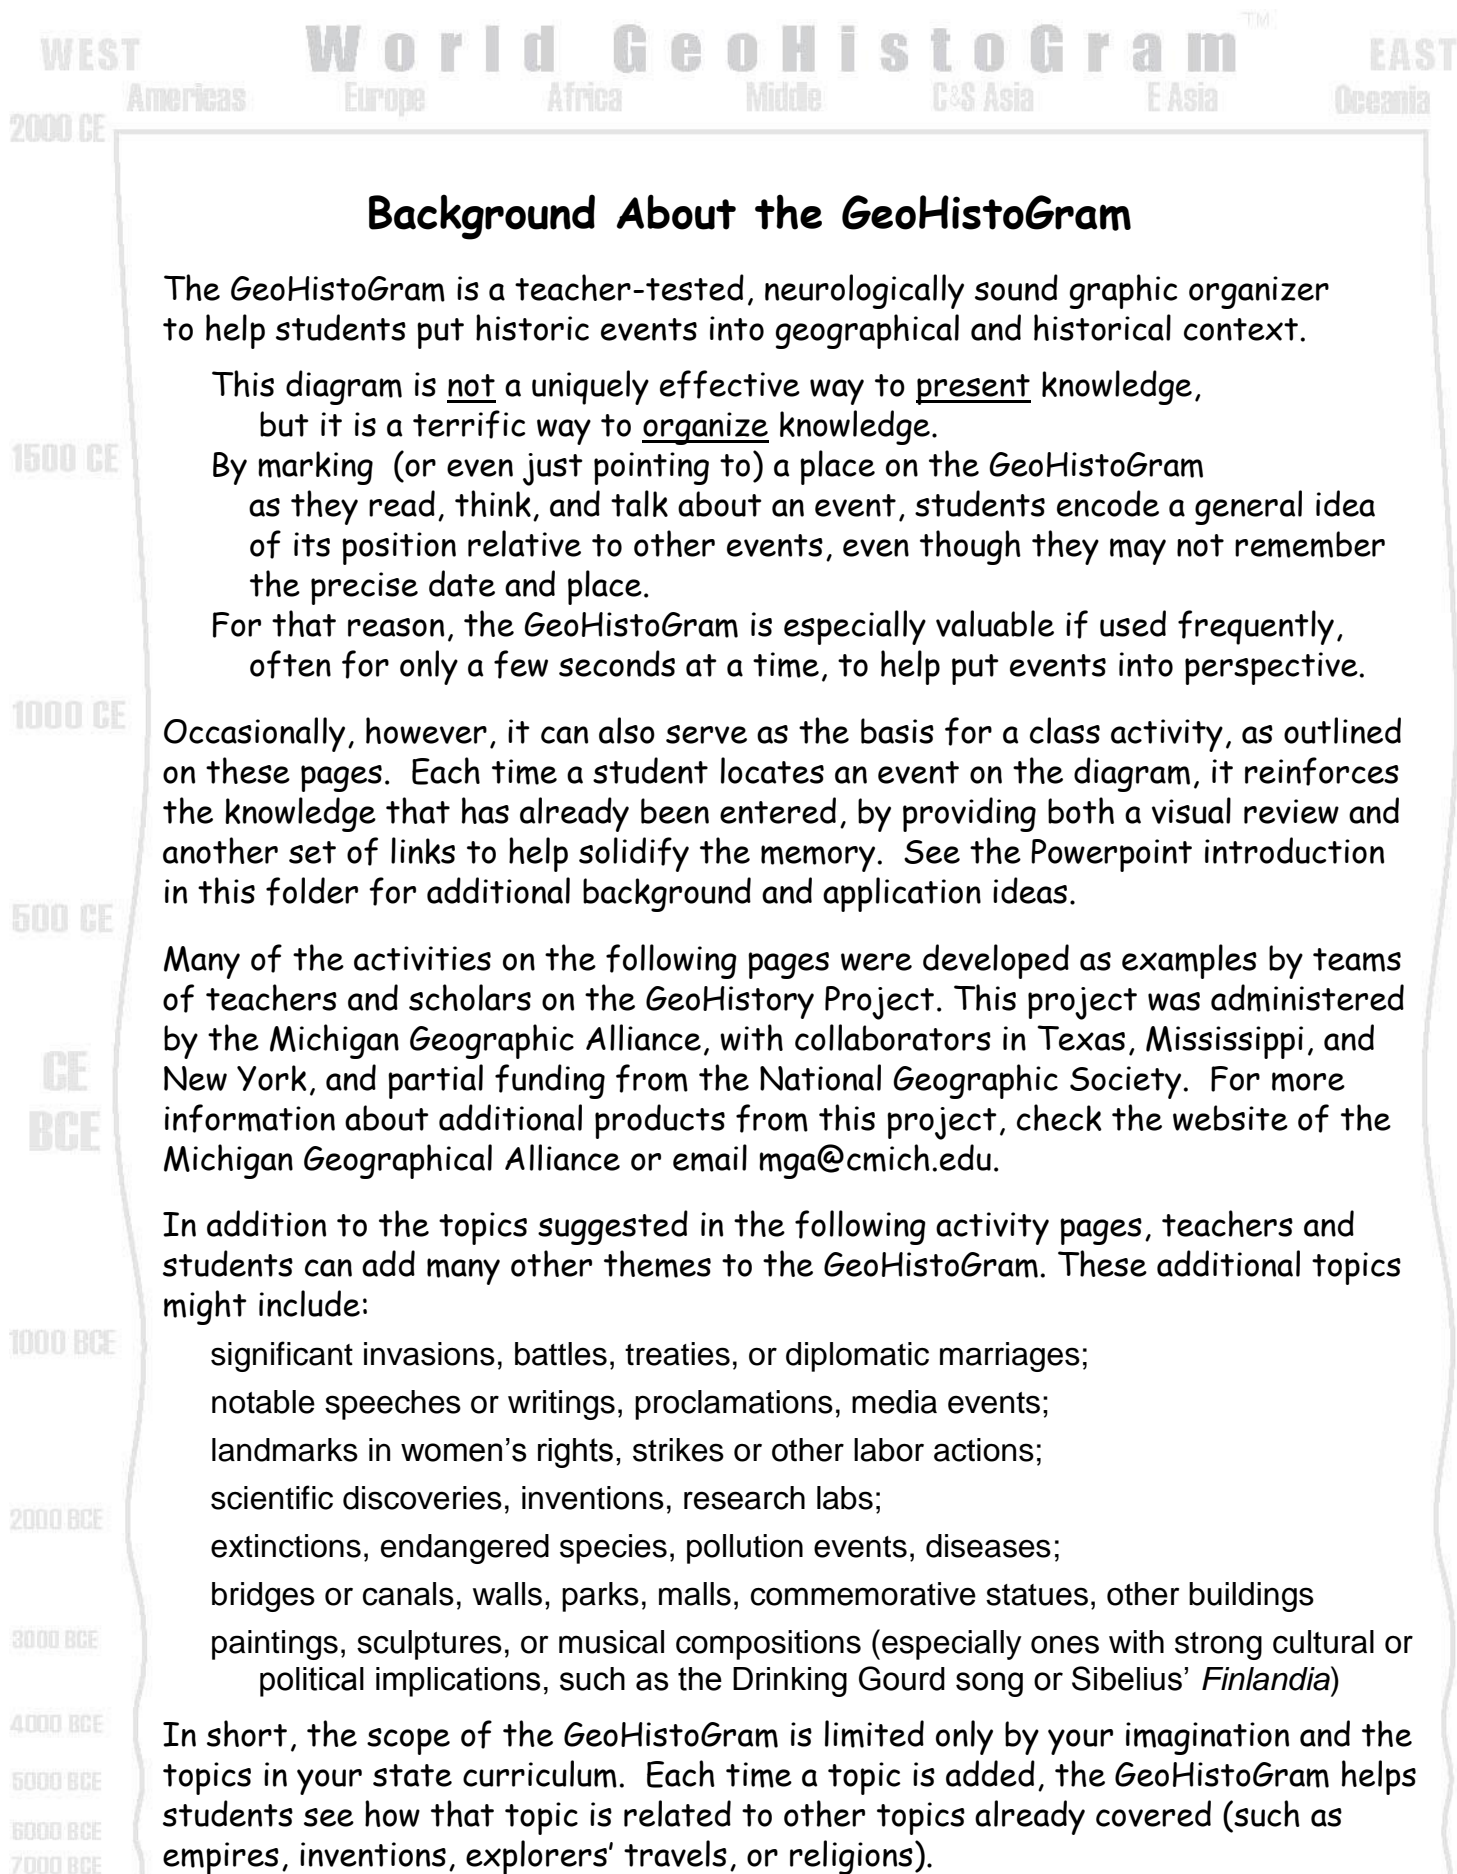 World GeoHistoGram™
WEST EAST
Americas Europe Africa Middle C&S Asia E Asia Oceania
2000 CE
Background About the GeoHistoGram
The GeoHistoGram is a teacher-tested, neurologically sound graphic organizer
to help students put historic events into geographical and historical context.
This diagram is not a uniquely effective way to present knowledge,
but it is a terrific way to organize knowledge.
1500 CE
By marking (or even just pointing to) a place on the GeoHistoGram
as they read, think, and talk about an event, students encode a general idea
of its position relative to other events, even though they may not remember
the precise date and place.
For that reason, the GeoHistoGram is especially valuable if used frequently,
often for only a few seconds at a time, to help put events into perspective.
1000 CE
Occasionally, however, it can also serve as the basis for a class activity, as outlined
on these pages. Each time a student locates an event on the diagram, it reinforces
the knowledge that has already been entered, by providing both a visual review and
another set of links to help solidify the memory. See the Powerpoint introduction
in this folder for additional background and application ideas.
500 CE
Many of the activities on the following pages were developed as examples by teams
of teachers and scholars on the GeoHistory Project. This project was administered
by the Michigan Geographic Alliance, with collaborators in Texas, Mississippi, and
New York, and partial funding from the National Geographic Society. For more
information about additional products from this project, check the website of the
Michigan Geographical Alliance or email mga@cmich.edu.
CE
BCE
In addition to the topics suggested in the following activity pages, teachers and
students can add many other themes to the GeoHistoGram. These additional topics
might include:
1000 BCE
significant invasions, battles, treaties, or diplomatic marriages;
notable speeches or writings, proclamations, media events;
landmarks in women's rights, strikes or other labor actions;
scientific discoveries, inventions, research labs;
2000 BCE
extinctions, endangered species, pollution events, diseases;
bridges or canals, walls, parks, malls, commemorative statues, other buildings
3000 BCE
paintings, sculptures, or musical compositions (especially ones with strong cultural or
political implications, such as the Drinking Gourd song or Sibelius' Finlandia)
4000 BCE
In short, the scope of the GeoHistoGram is limited only by your imagination and the
topics in your state curriculum. Each time a topic is added, the GeoHistoGram helps
5000 BCE
students see how that topic is related to other topics already covered (such as
6000 BCE
empires, inventions, explorers' travels, or religions).
7000 BCE